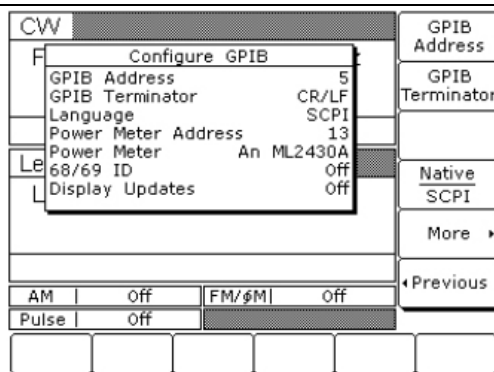 CW
F
Configure GPIB
GPIB Address 5
GPIB Terminator CR/LF
Language SCPI
Power Meter Address 13
Power Meter An ML2430A
68/69 ID Off
Display Updates Off
Le
L
AM Off FM/ɸM Off
Pulse Off
GPIB
Address
GPIB
Terminator
Native
SCPI
More
Previous